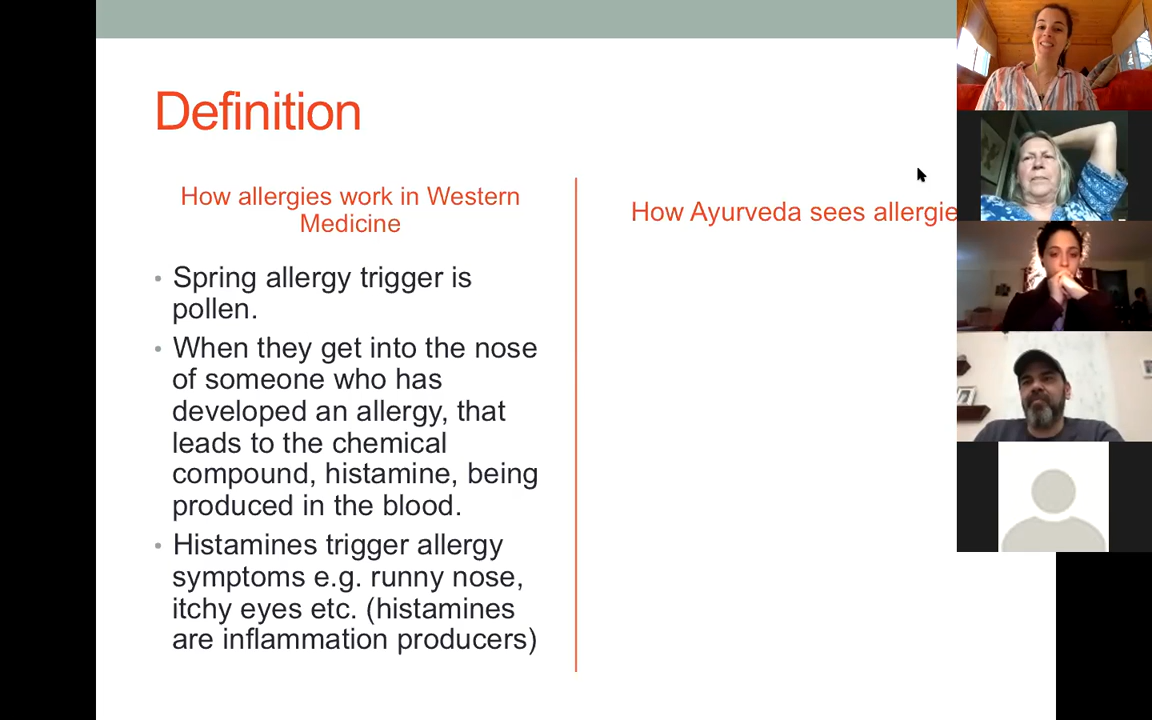 Definition
How allergies work in Western
Medicine
• Spring allergy trigger is
pollen.
• When they get into the nose
of someone who has
developed an allergy, that
leads to the chemical
compound, histamine, being
produced in the blood.
• Histamines trigger allergy
symptoms e.g. runny nose,
itchy eyes etc. (histamines
are inflammation producers)
How Ayurveda sees allergie